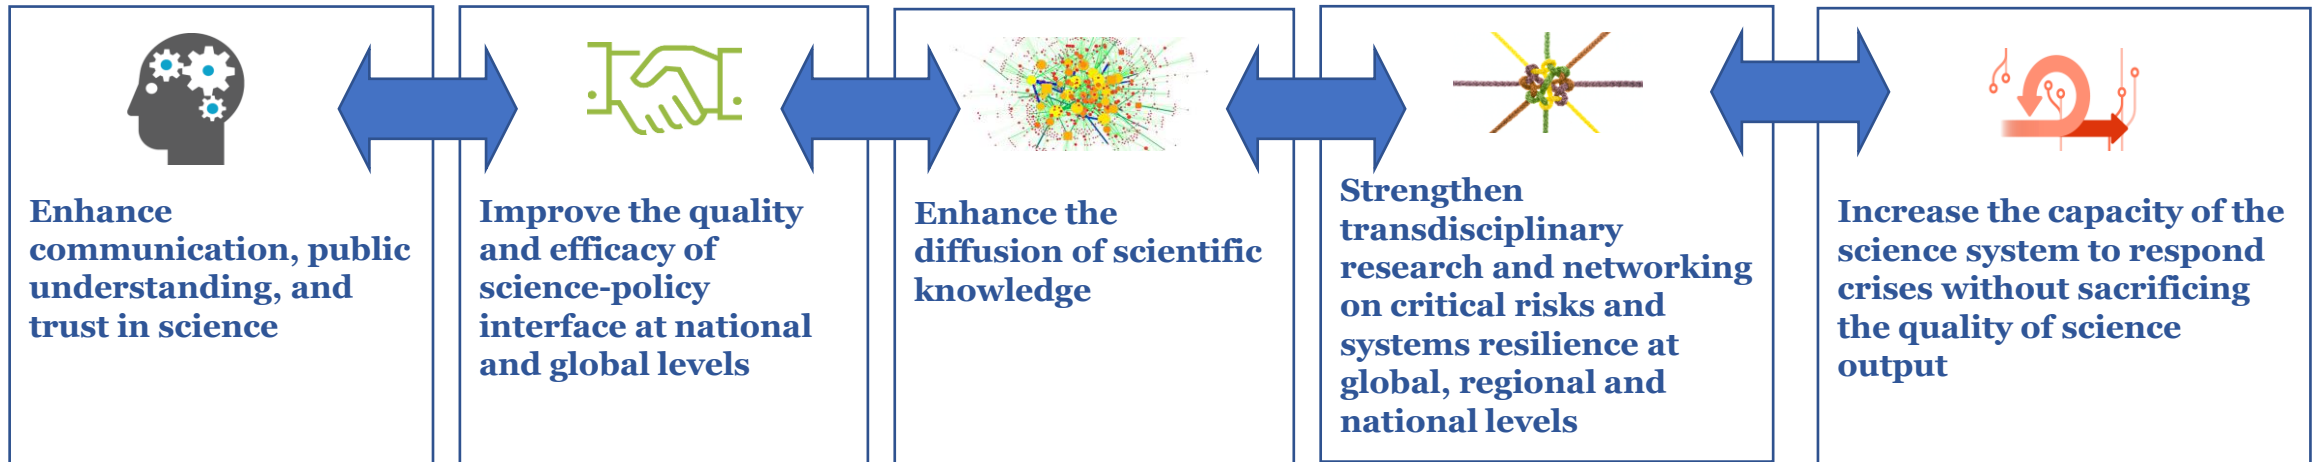 Enhance
communication, public
understanding, and
trust in science
Improve the quality
and efficacy of
science-policy
interface at national
and global levels
Enhance the
diffusion of scientific
knowledge
Strengthen
transdisciplinary
research and networking
on critical risks and
systems resilience at
global, regional and
national levels
Increase the capacity of the
science system to respond
crises without sacrificing
the quality of science
output